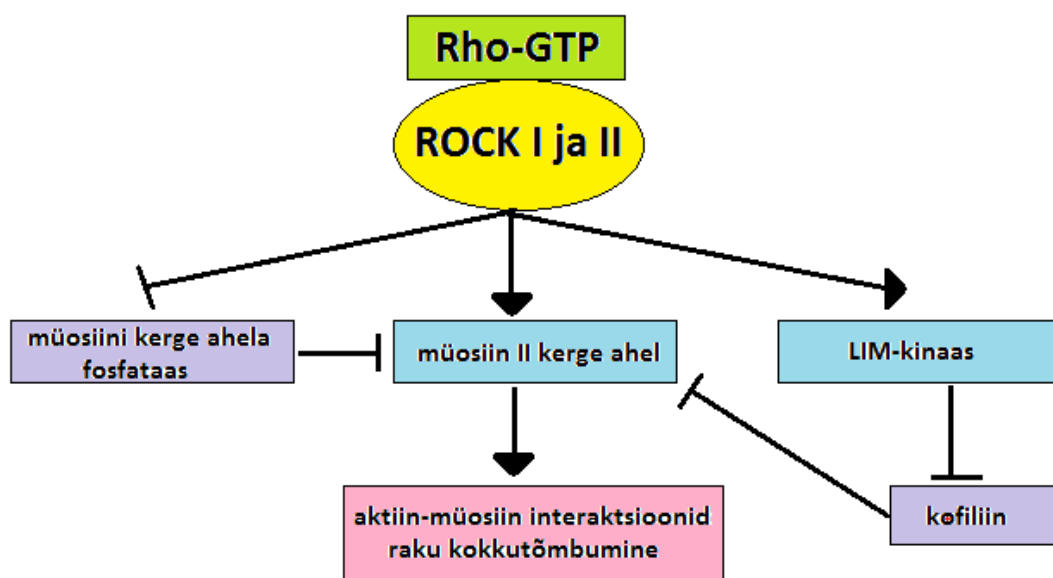 Rho-GTP
ROCK I ja II
müosiini kerge ahela
fosfataas
müosiin II kerge ahel
LIM-kinaas
aktiin-müosiin interaktsioonid
raku kokkutõmbumine
kofiliin